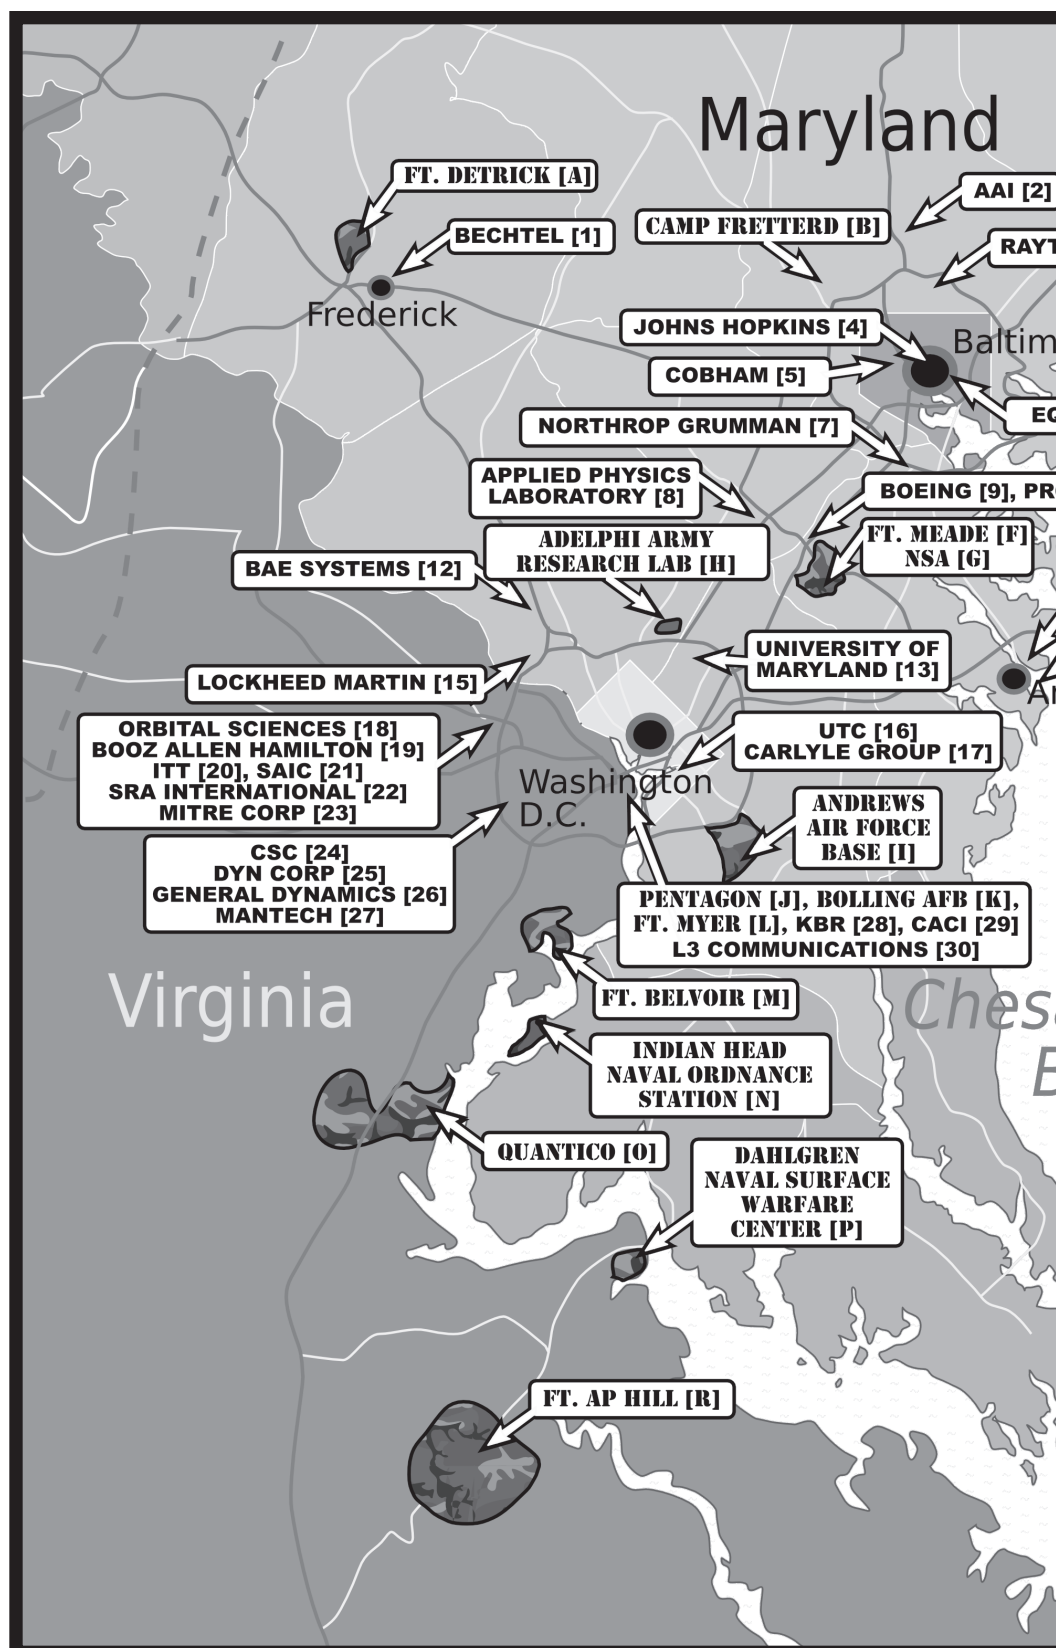 Maryland
FT. DETRICK [A]
AAI [2]
BECHTEL [1]
CAMP FRETTERD [B]
RAYT
Frederick
JOHNS HOPKINS [4]
Baltim
COBHAM [5]
EQ
NORTHROP GRUMMAN [7]
APPLIED PHYSICS
LABORATORY [8]
BOEING [9], PRO
ADELPHI ARMY
RESEARCH LAB [H]
FT. MEADE [F]
NSA [G]
BAE SYSTEMS [12]
UNIVERSITY OF
MARYLAND [13]
LOCKHEED MARTIN [15]
An
ORBITAL SCIENCES [18]
BOOZ ALLEN HAMILTON [19]
ITT [20], SAIC [21]
SRA INTERNATIONAL [22]
MITRE CORP [23]
UTC [16]
CARLYLE GROUP [17]
Washington
D.C.
ANDREWS
AIR FORCE
BASE [I]
CSC [24]
DYN CORP [25]
GENERAL DYNAMICS [26]
MANTECH [27]
PENTAGON [J], BOLLING AFB [K],
FT. MYER [L], KBR [28], CACI [29]
L3 COMMUNICATIONS [30]
Virginia
FT. BELVOIR [M]
Chesa
B
INDIAN HEAD
NAVAL ORDNANCE
STATION [N]
QUANTICO [O]
DAHLGREN
NAVAL SURFACE
WARFARE
CENTER [P]
FT. AP HILL [R]